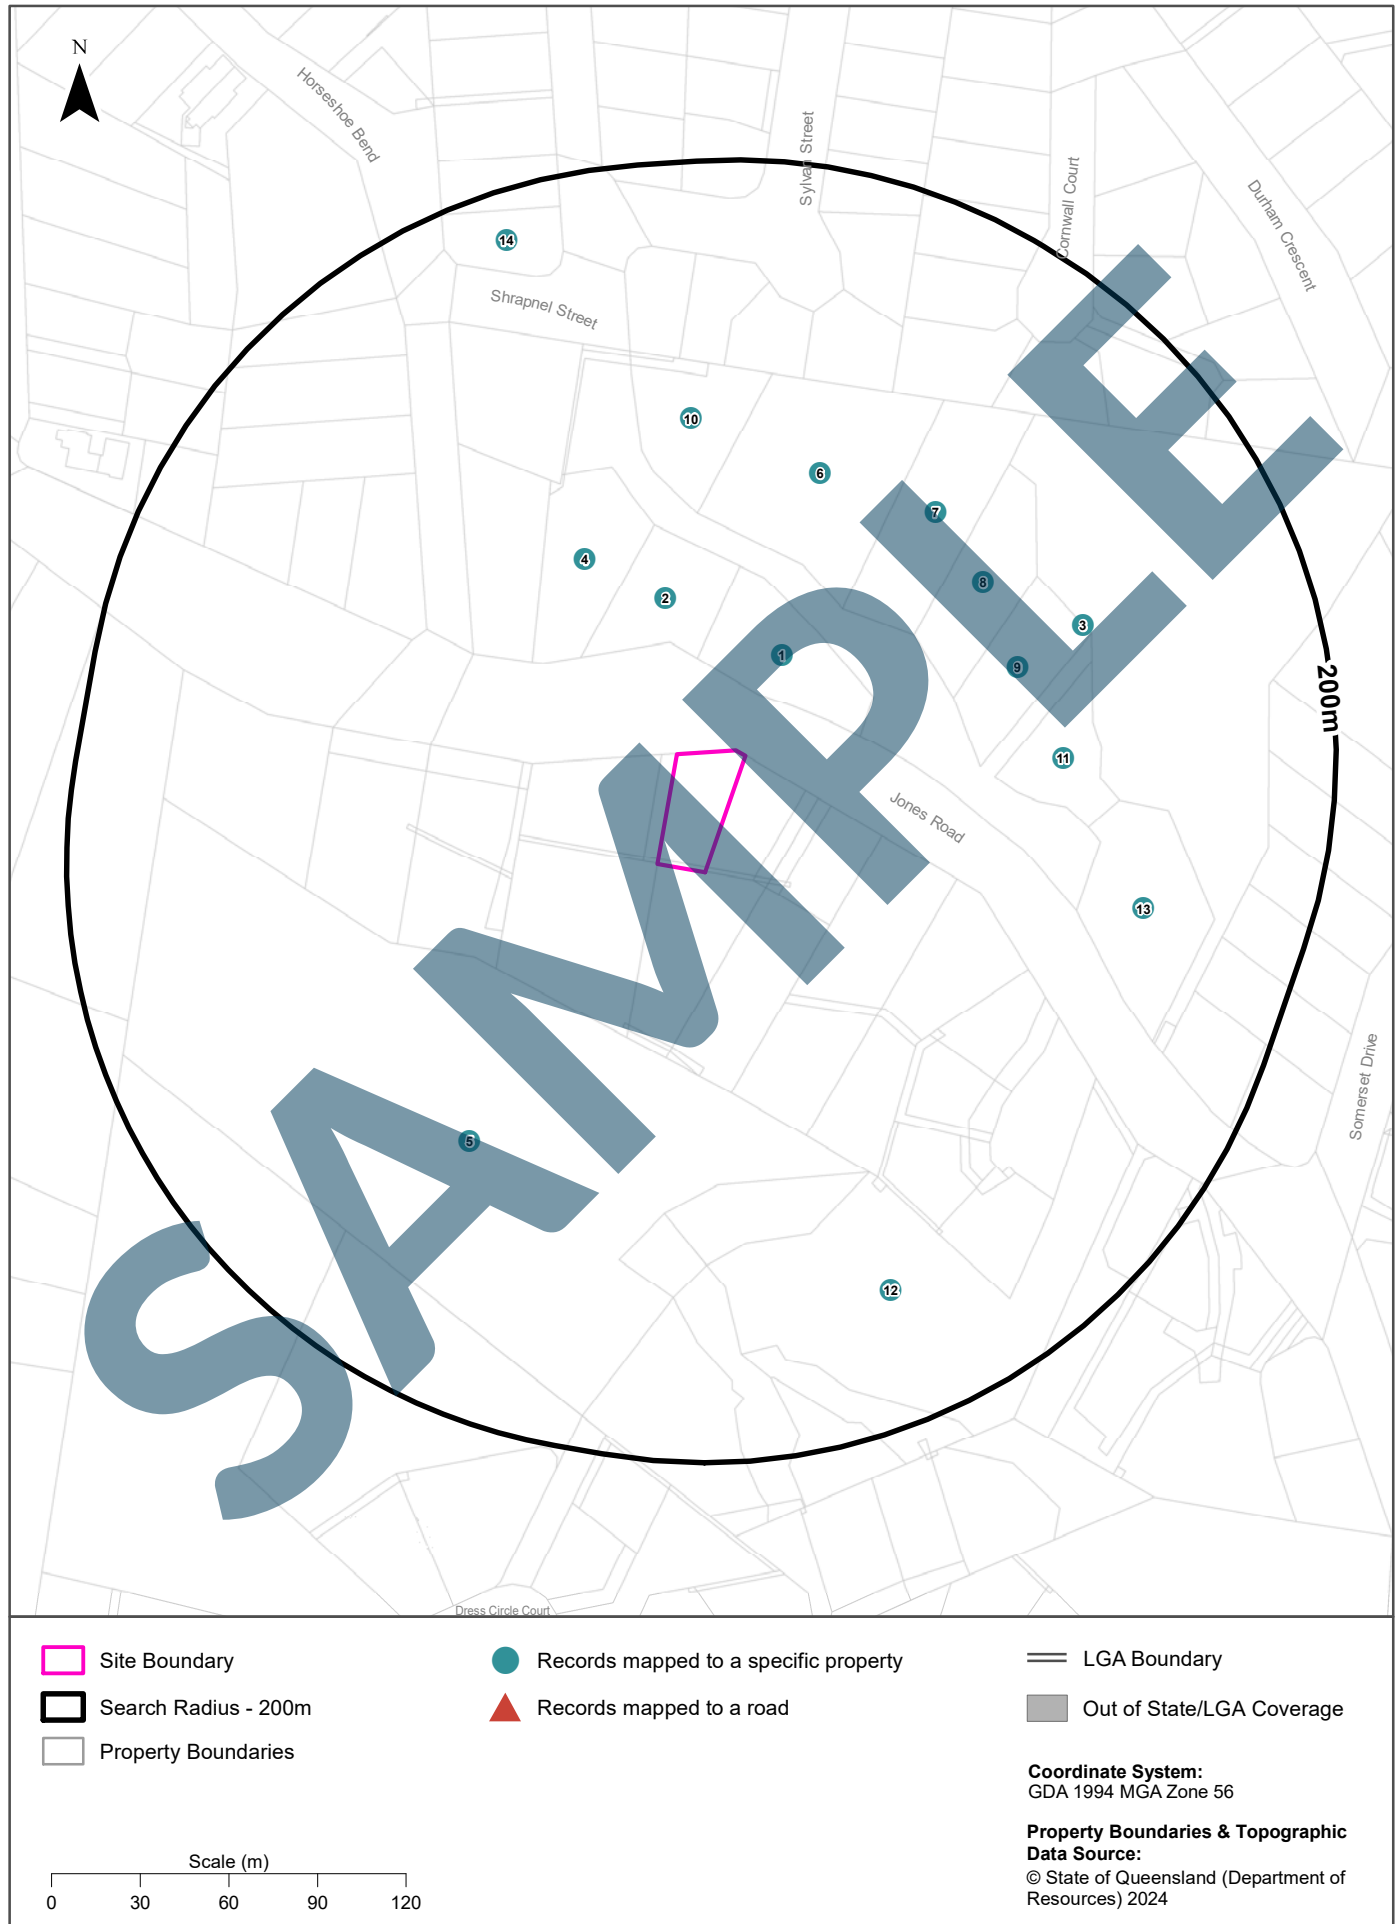 N
Horseshoe Bend
Sylvan Street
Cornwall Court
Durham Crescent
14
Shrapnel Street
10
6
7
4
8
2
3
1
9
200m
11
Jones Road
13
SAMPLE
Somerset Drive
5
12
Dress Circle Court
Site Boundary
Search Radius - 200m
Property Boundaries
Records mapped to a specific property
Records mapped to a road
LGA Boundary
Out of State/LGA Coverage
Coordinate System:
GDA 1994 MGA Zone 56
Property Boundaries & Topographic
Data Source:
© State of Queensland (Department of
Resources) 2024
Scale (m)
0 30 60 90 120